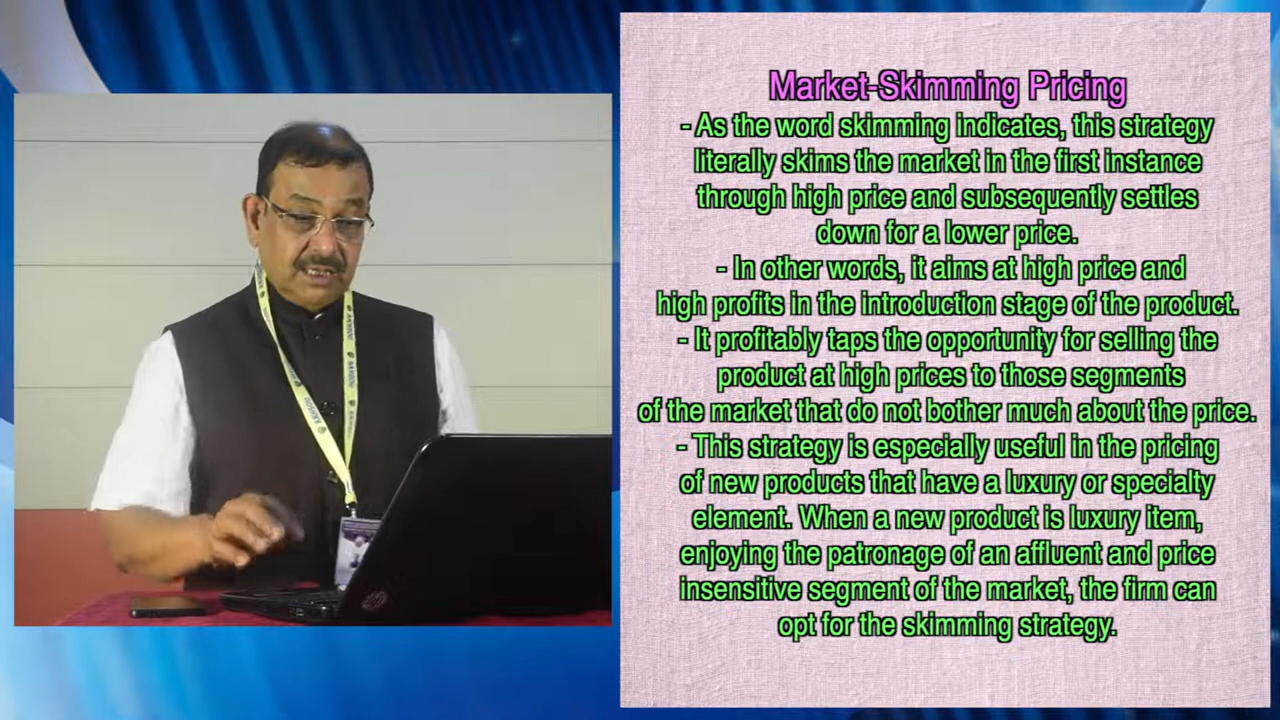 Market-Skimming Pricing
- As the word skimming indicates, this strategy
literally skims the market in the first instance
through high price and subsequently settles
down for a lower price.
- In other words, it aims at high price and
high profits in the introduction stage of the product.
- It profitably taps the opportunity for selling the
product at high prices to those segments
of the market that do not bother much about the price.
- This strategy is especially useful in the pricing
of new products that have a luxury or specialty
element. When a new product is luxury item,
enjoying the patronage of an affluent and price
insensitive segment of the market, the firm can
opt for the skimming strategy.